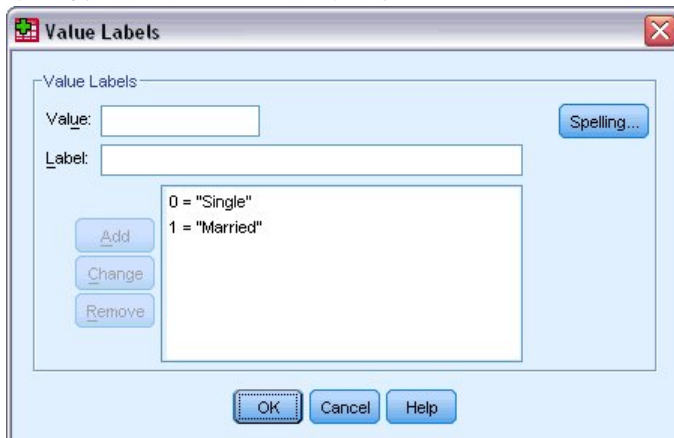 Value Labels
Value Labels
Value:
Spelling...
Label:
0 = "Single"
1 = "Married"
Add
Change
Remove
OK
Cancel
Help